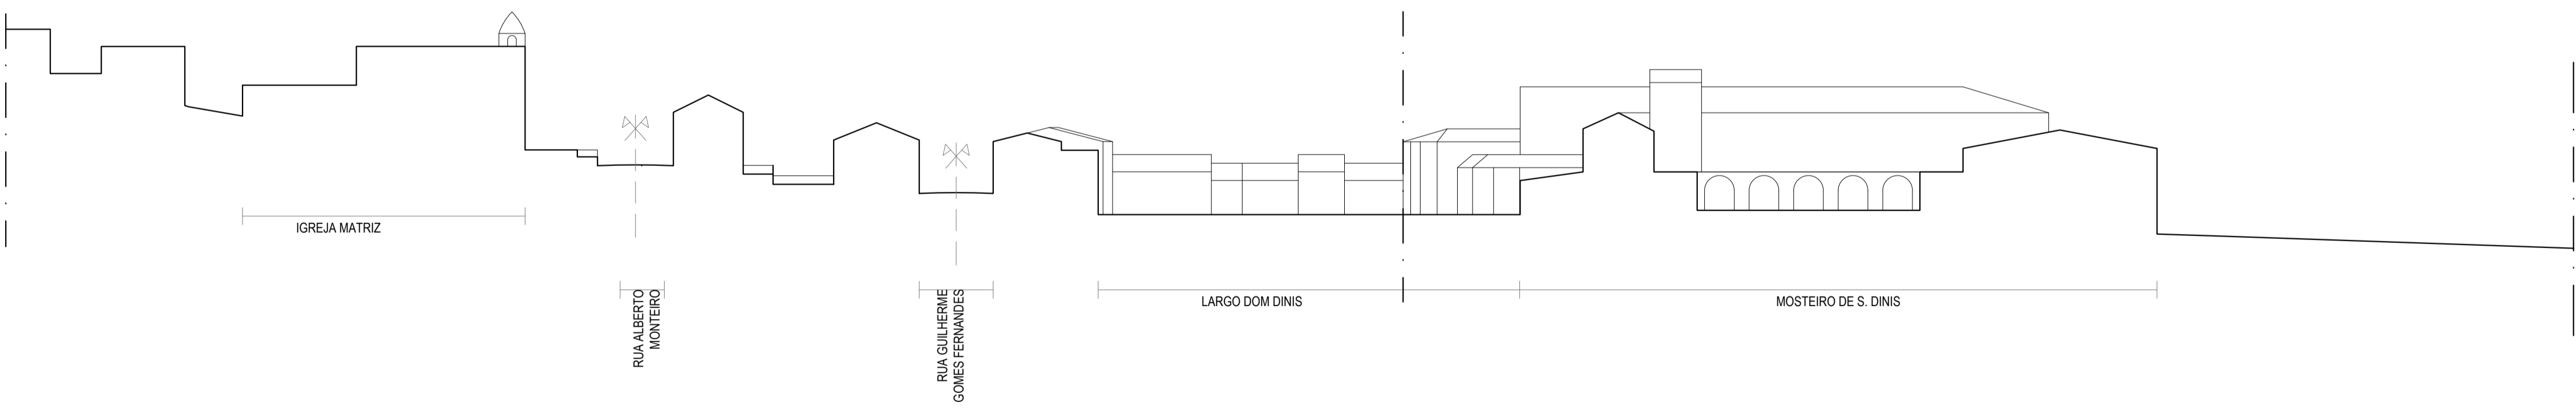 IGREJA MATRIZ
RUA ALBERTO
MONTEIRO
RUA GUILHERME
GOMES FERNANDES
LARGO DOM DINIS
MOSTEIRO DE S. DINIS